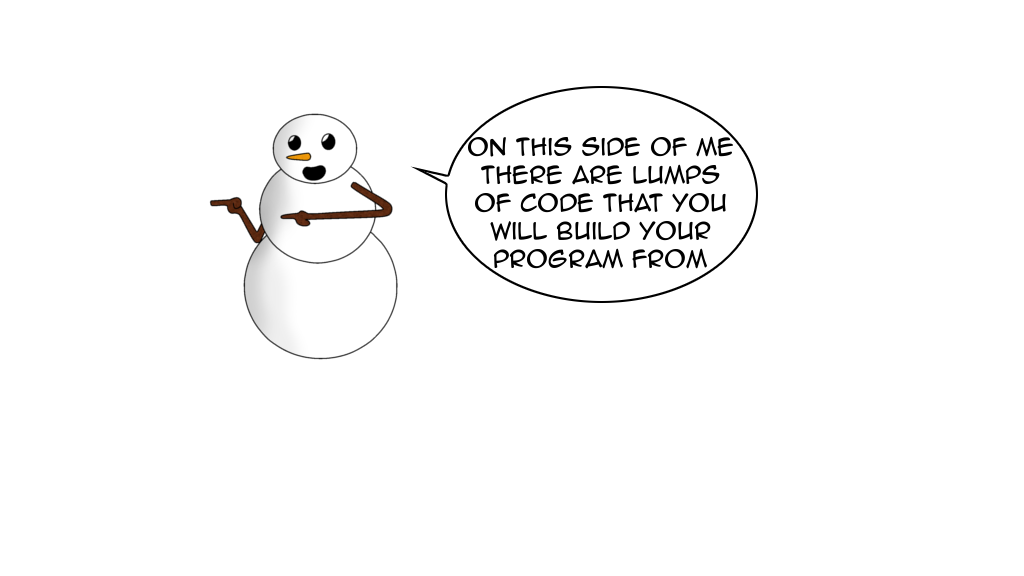 ON THIS SIDE OF ME
THERE ARE LUMPS
OF CODE THAT YOU
WILL BUILD YOUR
PROGRAM FROM